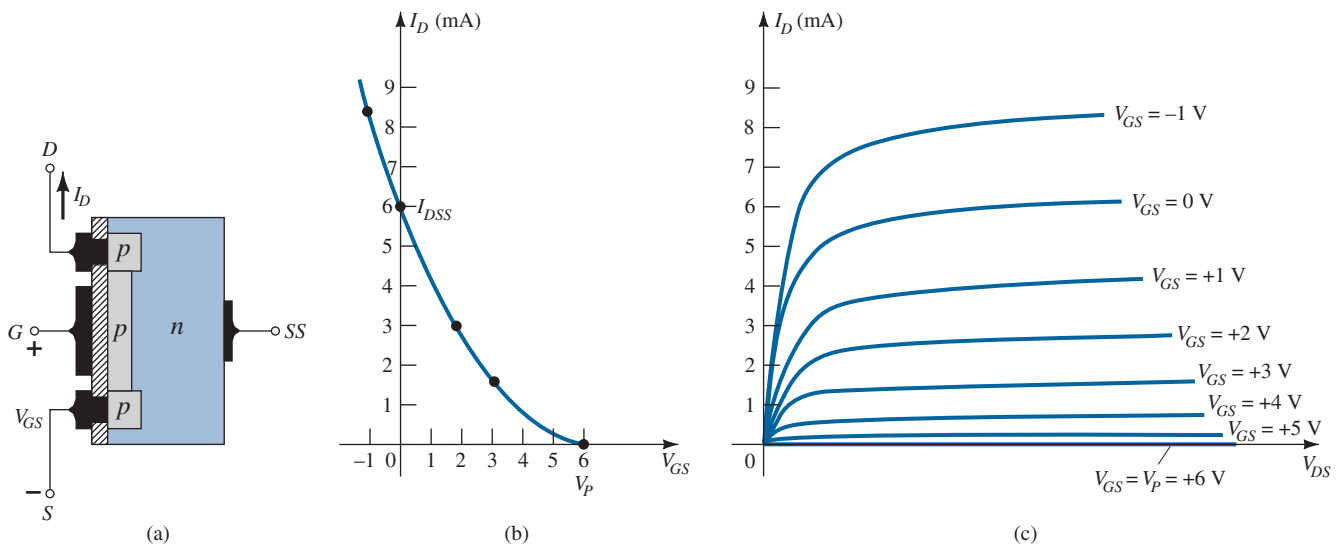 D
I_D
p
G
+
p
n
SS
p
V_GS
–
S
(a)
I_D (mA)
9
8
7
6
I_DSS
5
4
3
2
1
–1 0 1 2 3 4 5 6
V_GS
V_P
(b)
I_D (mA)
9
8
7
6
5
4
3
2
1
0
V_GS = –1 V
V_GS = 0 V
V_GS = +1 V
V_GS = +2 V
V_GS = +3 V
V_GS = +4 V
V_GS = +5 V
V_GS = V_P = +6 V
V_DS
(c)